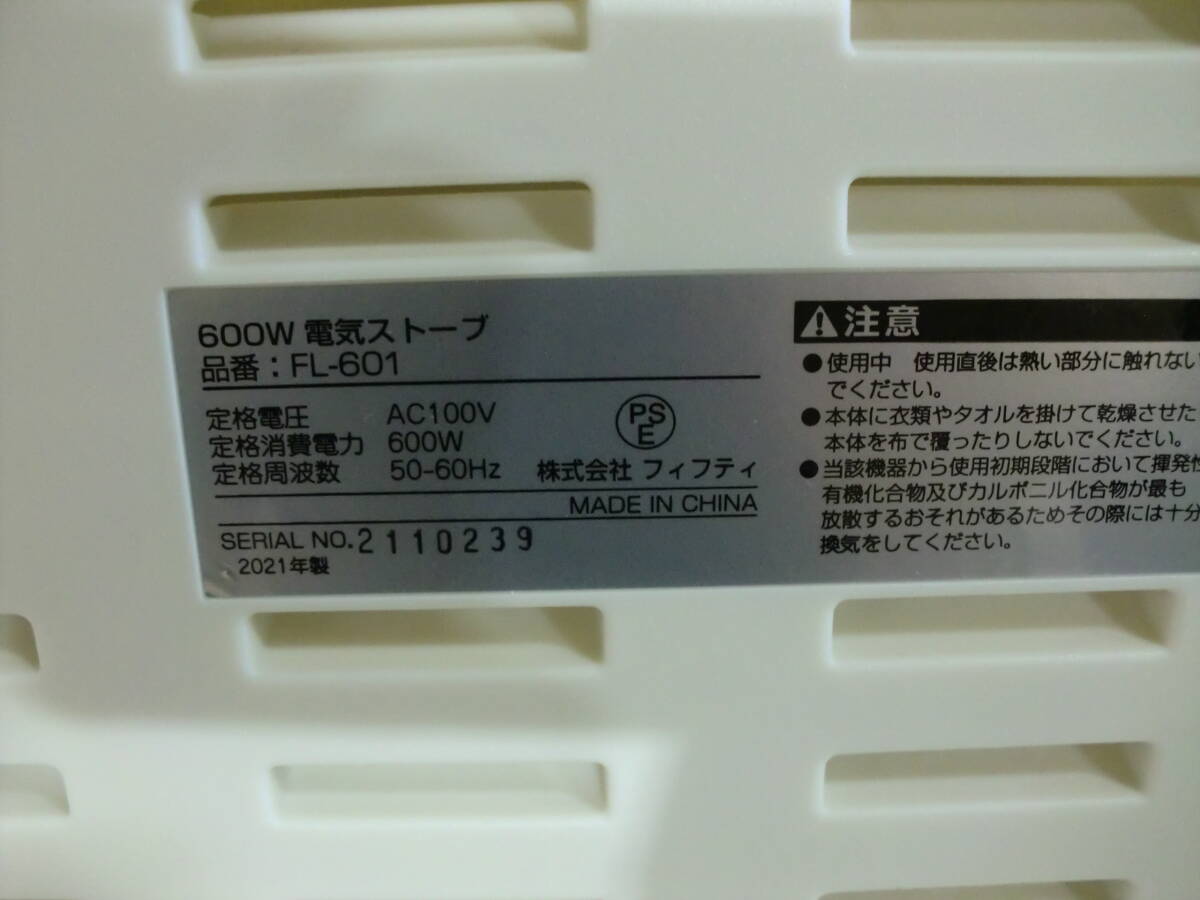 600W 電気ストーブ
品番：FL-601
定格電圧 AC100V
定格消費電力 600W
定格周波数 50-60Hz
PS
E
株式会社 フィフティ
MADE IN CHINA
SERIAL NO. 2110239
2021年製
注意
●使用中 使用直後は熱い部分に触れない
でください。
●本体に衣類やタオルを掛けて乾燥させた
本体を布で覆ったりしないでください。
●当該機器から使用初期段階において揮発性
有機化合物及びカルボニル化合物が最も
放散するおそれがあるためその際には十分
換気をしてください。